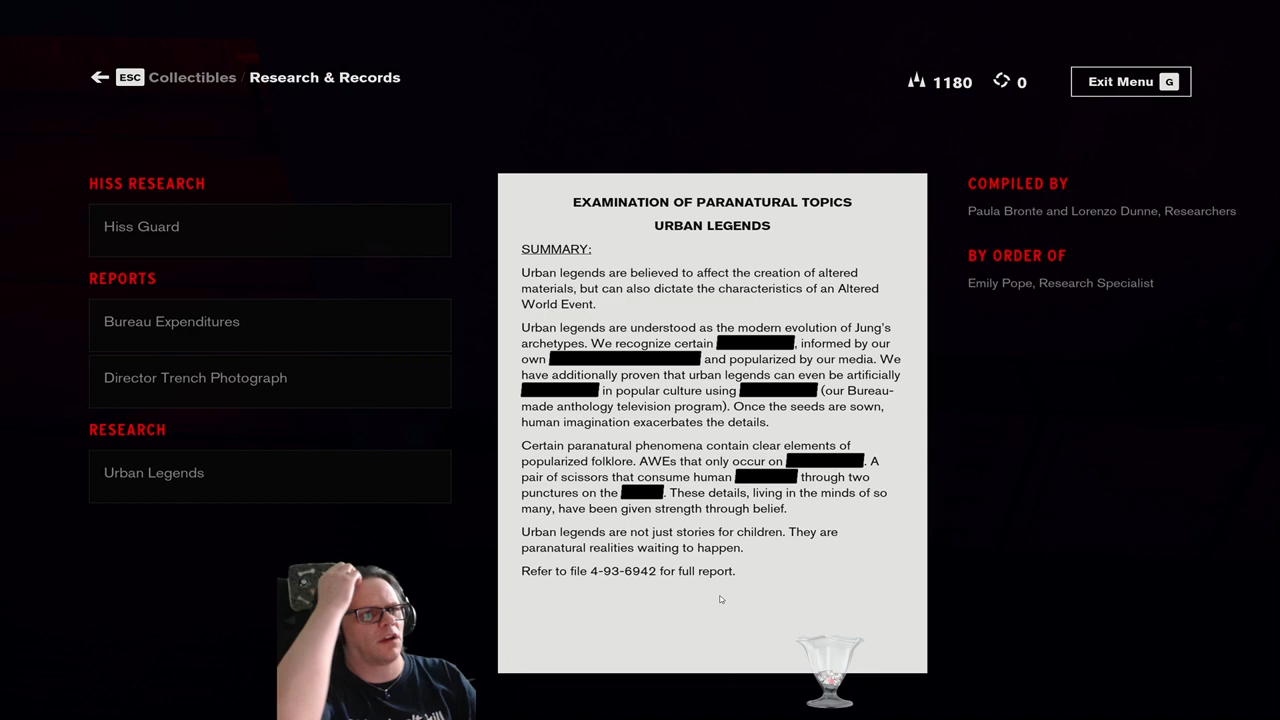 ESC Collectibles / Research & Records
1180
0
Exit Menu G
HISS RESEARCH
Hiss Guard
REPORTS
Bureau Expenditures
Director Trench Photograph
RESEARCH
Urban Legends
EXAMINATION OF PARANATURAL TOPICS
URBAN LEGENDS
SUMMARY:
Urban legends are believed to affect the creation of altered
materials, but can also dictate the characteristics of an Altered
World Event.
Urban legends are understood as the modern evolution of Jung's
archetypes. We recognize certain , informed by our
own and popularized by our media. We
have additionally proven that urban legends can even be artificially
in popular culture using (our Bureau-
made anthology television program). Once the seeds are sown,
human imagination exacerbates the details.
Certain paranatural phenomena contain clear elements of
popularized folklore. AWEs that only occur on . A
pair of scissors that consume human through two
punctures on the . These details, living in the minds of so
many, have been given strength through belief.
Urban legends are not just stories for children. They are
paranatural realities waiting to happen.
Refer to file 4-93-6942 for full report.
COMPILED BY
Paula Bronte and Lorenzo Dunne, Researchers
BY ORDER OF
Emily Pope, Research Specialist